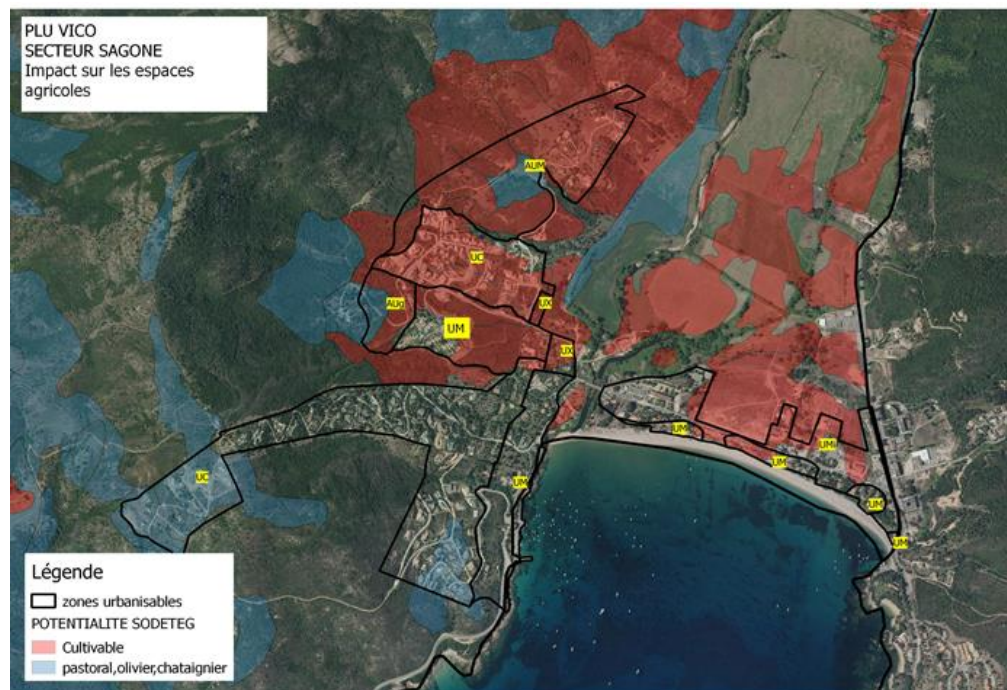 PLU VICO
SECTEUR SAGONE
Impact sur les espaces
agricoles
AUM
UC
UX
AUg
UM
UX
UM
UMi
UC
UM
UM
UM
UM
Légende
zones urbanisables
POTENTIALITE SODETEG
Cultivable
pastoral,olivier,chataignier